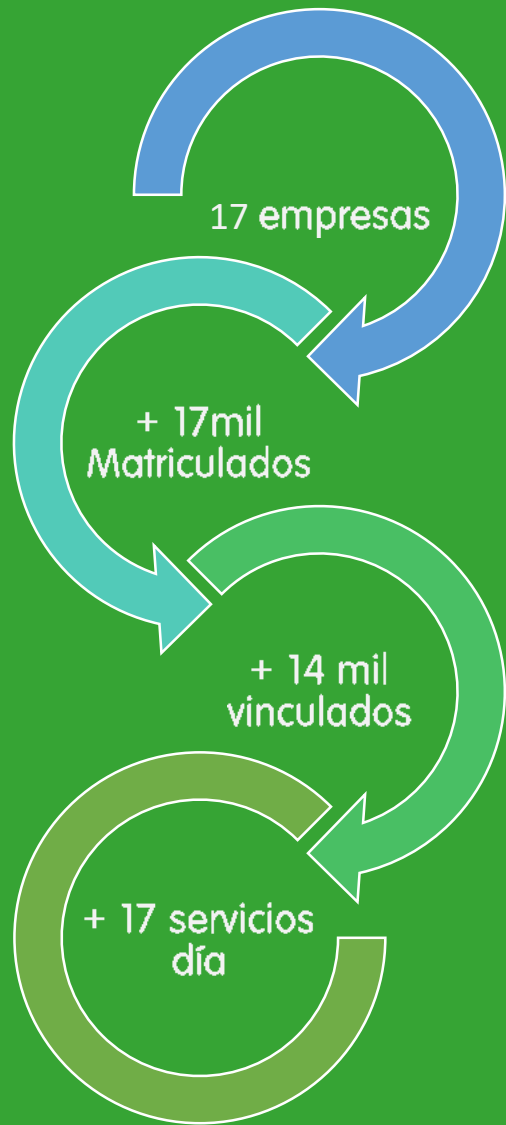 17 empresas
+ 17mil
Matriculados
+ 14 mil
vinculados
+ 17 servicios
día